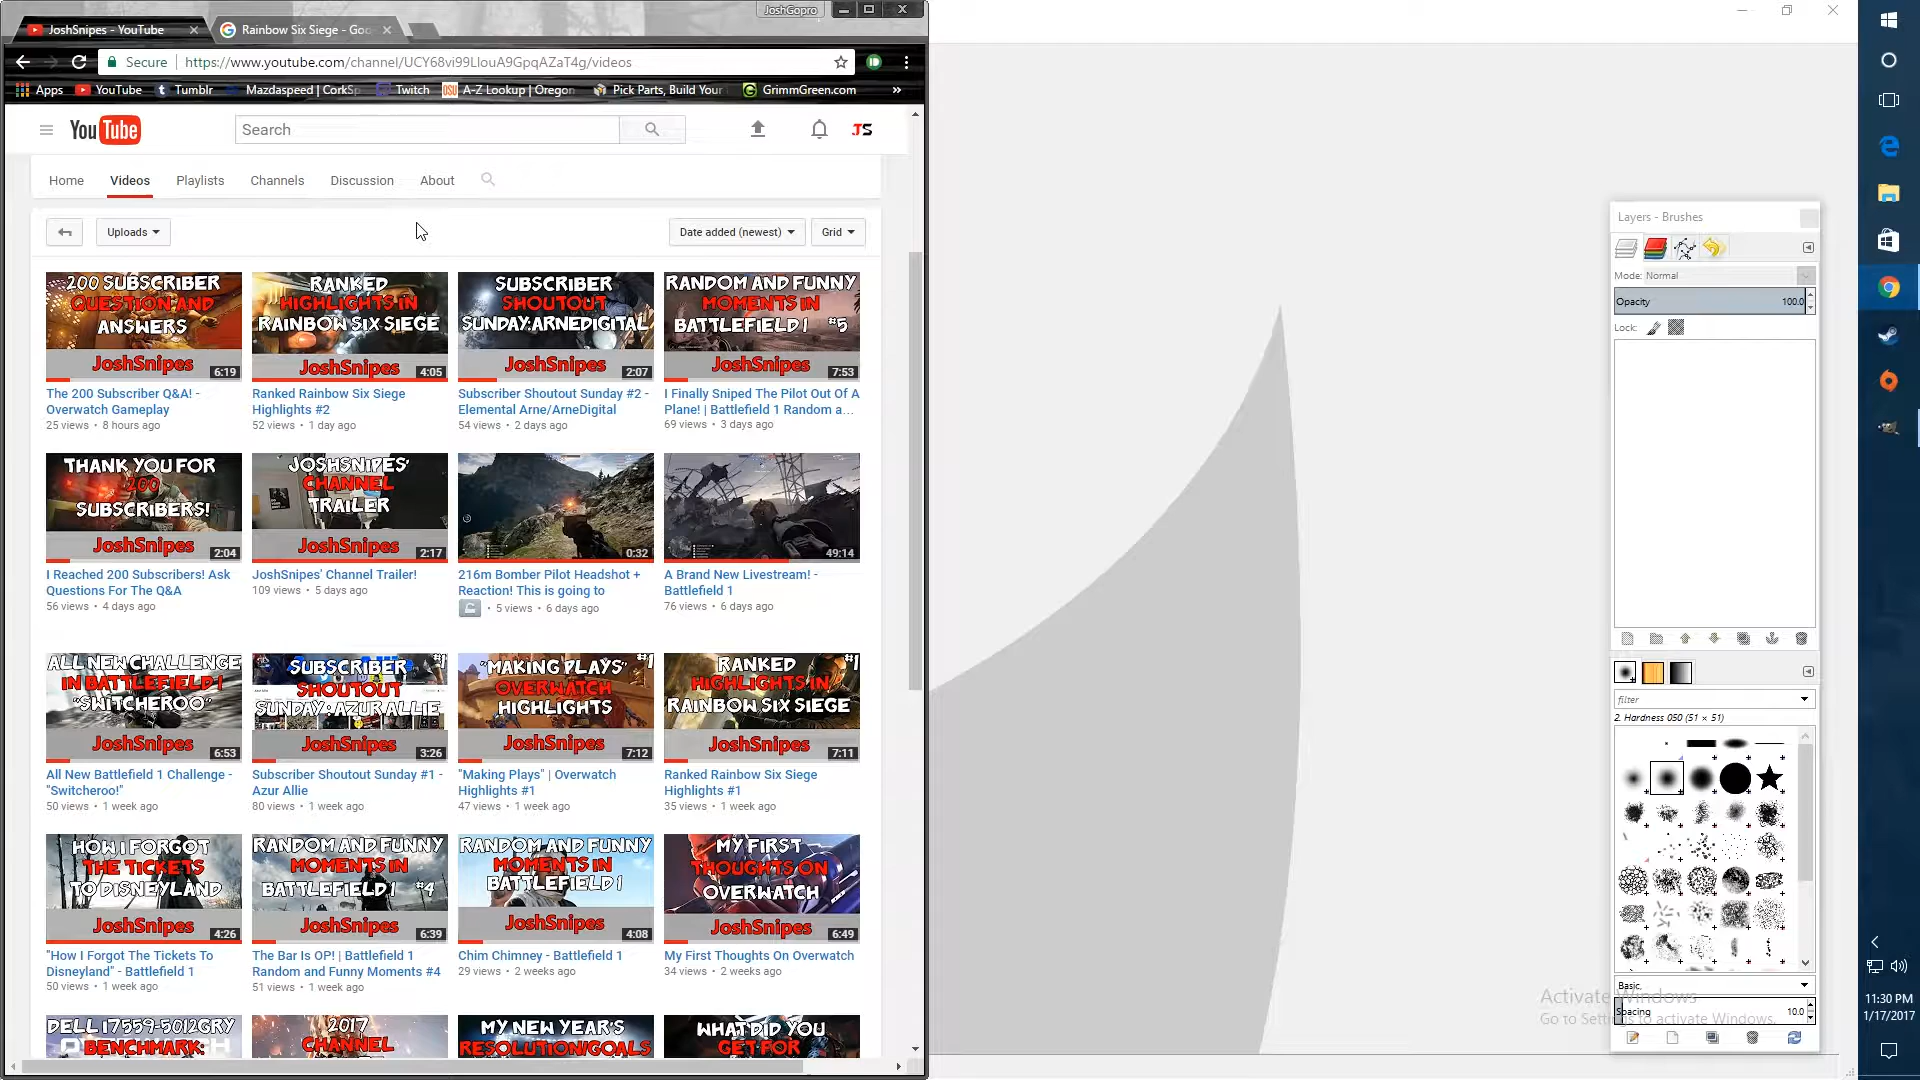 JoshGopro
JoshSnipes - YouTube
Rainbow Six Siege - Goo
Secure
https://www.youtube.com/channel/UCY68vi99LlouA9GpqAZaT4g/videos
Apps
YouTube
Tumblr
Mazdaspeed | CorkSp
Twitch
OSU A-Z Lookup | Oregon
Pick Parts, Build Your
GrimmGreen.com
»
YouTube
Search
JS
Home
Videos
Playlists
Channels
Discussion
About
Uploads
Date added (newest)
Grid
200 SUBSCRIBER
QUESTION AND
ANSWERS
JoshSnipes
6:19
The 200 Subscriber Q&A! -
Overwatch Gameplay
25 views • 8 hours ago
RANKED
HIGHLIGHTS IN
RAINBOW SIX SIEGE
JoshSnipes
4:05
Ranked Rainbow Six Siege
Highlights #2
52 views • 1 day ago
SUBSCRIBER
SHOUTOUT
SUNDAY:ARNEDIGITAL
JoshSnipes
2:07
Subscriber Shoutout Sunday #2 -
Elemental Arne/ArneDigital
54 views • 2 days ago
RANDOM AND FUNNY
MOMENTS IN
BATTLEFIELD 1 #5
JoshSnipes
7:53
I Finally Sniped The Pilot Out Of A
Plane! | Battlefield 1 Random a...
69 views • 3 days ago
THANK YOU FOR
200
SUBSCRIBERS!
JoshSnipes
2:04
I Reached 200 Subscribers! Ask
Questions For The Q&A
56 views • 4 days ago
JOSHSNIPES'
CHANNEL
TRAILER
JoshSnipes
2:17
JoshSnipes' Channel Trailer!
109 views • 5 days ago
0:32
216m Bomber Pilot Headshot +
Reaction! This is going to
• 5 views • 6 days ago
49:14
A Brand New Livestream! -
Battlefield 1
76 views • 6 days ago
ALL NEW CHALLENGE
IN BATTLEFIELD 1
"SWITCHEROO"
JoshSnipes
6:53
All New Battlefield 1 Challenge -
"Switcheroo!"
50 views • 1 week ago
SUBSCRIBER #1
SHOUTOUT
SUNDAY: AZUR ALLIE
JoshSnipes
3:26
Subscriber Shoutout Sunday #1 -
Azur Allie
80 views • 1 week ago
"MAKING PLAYS" #1
OVERWATCH
HIGHLIGHTS
JoshSnipes
7:12
"Making Plays" | Overwatch
Highlights #1
47 views • 1 week ago
RANKED #1
HIGHLIGHTS IN
RAINBOW SIX SIEGE
JoshSnipes
7:11
Ranked Rainbow Six Siege
Highlights #1
35 views • 1 week ago
HOW I FORGOT
THE TICKETS
TO DISNEYLAND
JoshSnipes
4:26
"How I Forgot The Tickets To
Disneyland" - Battlefield 1
50 views • 1 week ago
RANDOM AND FUNNY
MOMENTS IN
BATTLEFIELD 1 #4
JoshSnipes
6:39
The Bar Is OP! | Battlefield 1
Random and Funny Moments #4
51 views • 1 week ago
RANDOM AND FUNNY
MOMENTS IN
BATTLEFIELD 1
JoshSnipes
4:08
Chim Chimney - Battlefield 1
29 views • 2 weeks ago
MY FIRST
THOUGHTS ON
OVERWATCH
JoshSnipes
6:49
My First Thoughts On Overwatch
34 views • 2 weeks ago
DELL I7559-5012GRY
BENCHMARK:
2017
CHANNEL
MY NEW YEAR'S
RESOLUTION/GOALS
WHAT DID YOU
GET FOR
Layers - Brushes
Mode: Normal
Opacity 100.0
Lock:
filter
2. Hardness 050 (51 × 51)
Basic,
Spacing 10.0
Activate Windows
Go to Settings to activate Windows.
11:30 PM
1/17/2017